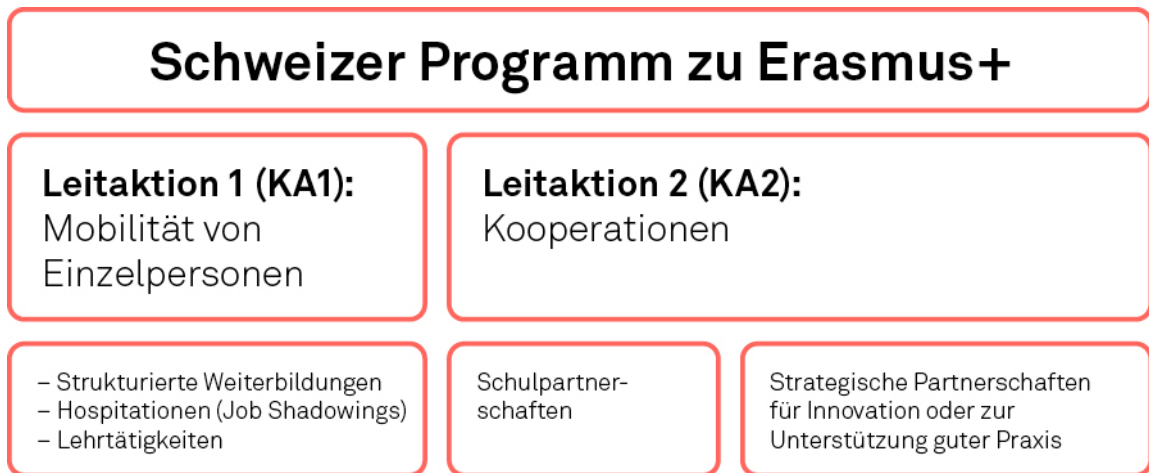 Schweizer Programm zu Erasmus+
Leitaktion 1 (KA1):
Mobilität von
Einzelpersonen
Leitaktion 2 (KA2):
Kooperationen
– Strukturierte Weiterbildungen
– Hospitationen (Job Shadowings)
– Lehrtätigkeiten
Schulpartner-
schaften
Strategische Partnerschaften
für Innovation oder zur
Unterstützung guter Praxis